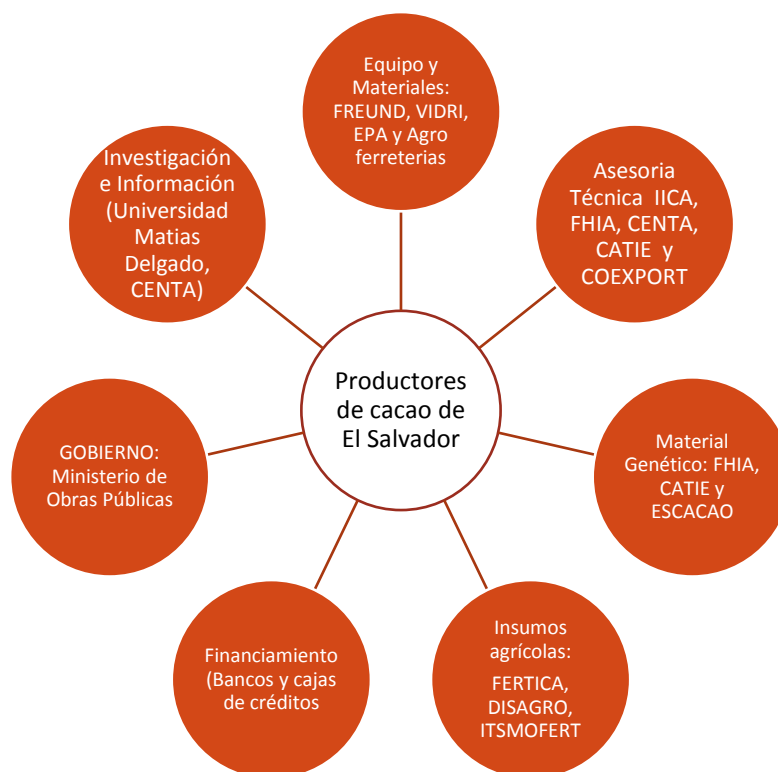 Equipo y
Materiales:
FREUND, VIDRI,
EPA y Agro
ferreterias
Asesoria
Técnica IICA,
FHIA, CENTA,
CATIE y
COEXPORT
Material
Genético: FHIA,
CATIE y
ESCACAO
Insumos
agrícolas:
FERTICA,
DISAGRO,
ITSMOFERT
Financiamiento
(Bancos y cajas
de créditos
GOBIERNO:
Ministerio de
Obras Públicas
Investigación
e Información
(Universidad
Matias
Delgado,
CENTA)
Productores
de cacao de
El Salvador